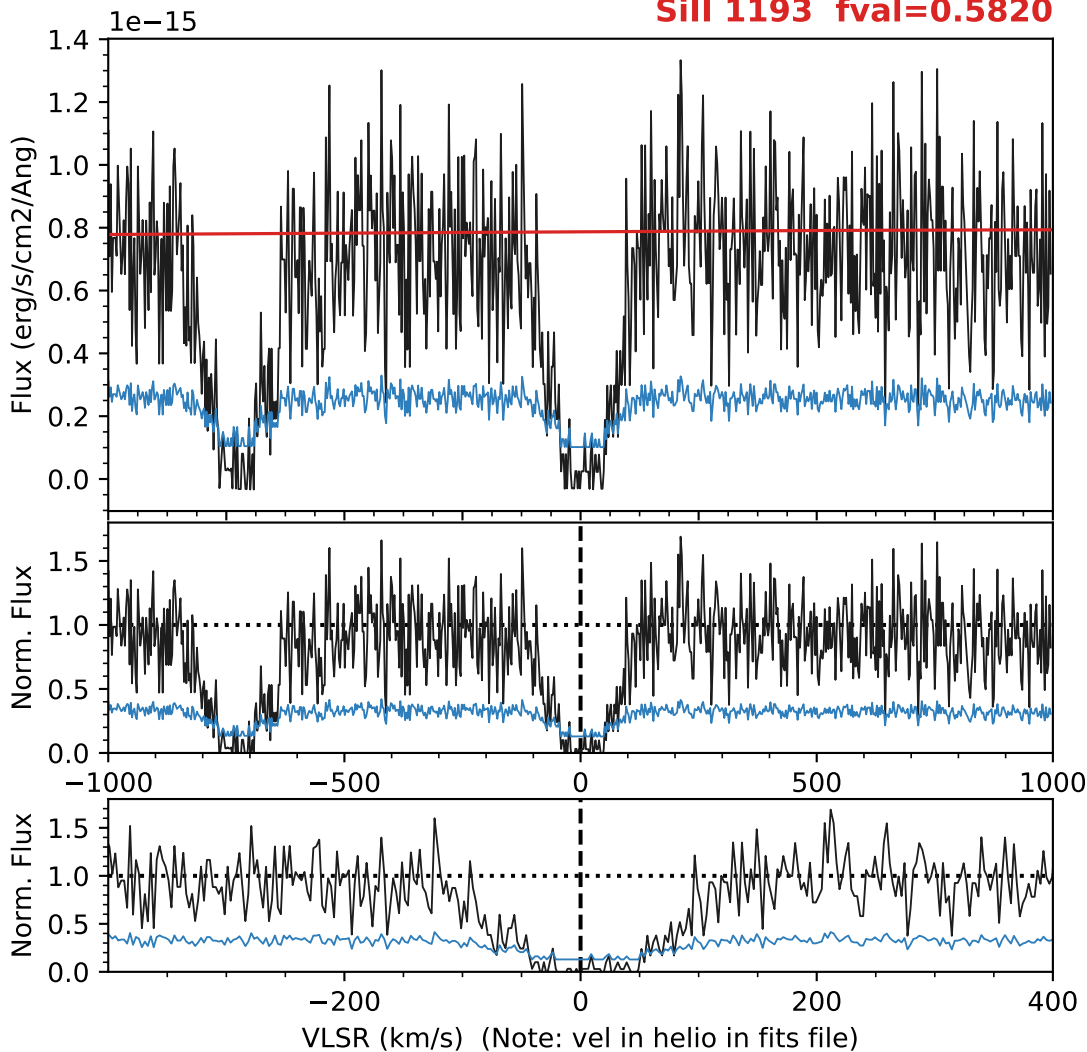 1e−15
SiII 1193 fval=0.5820
1.4
1.2
1.0
0.8
0.6
0.4
0.2
0.0
Flux (erg/s/cm2/Ang)
1.5
1.0
0.5
0.0
Norm. Flux
−1000 −500 0 500 1000
1.5
1.0
0.5
0.0
Norm. Flux
−200 0 200 400
VLSR (km/s) (Note: vel in helio in fits file)